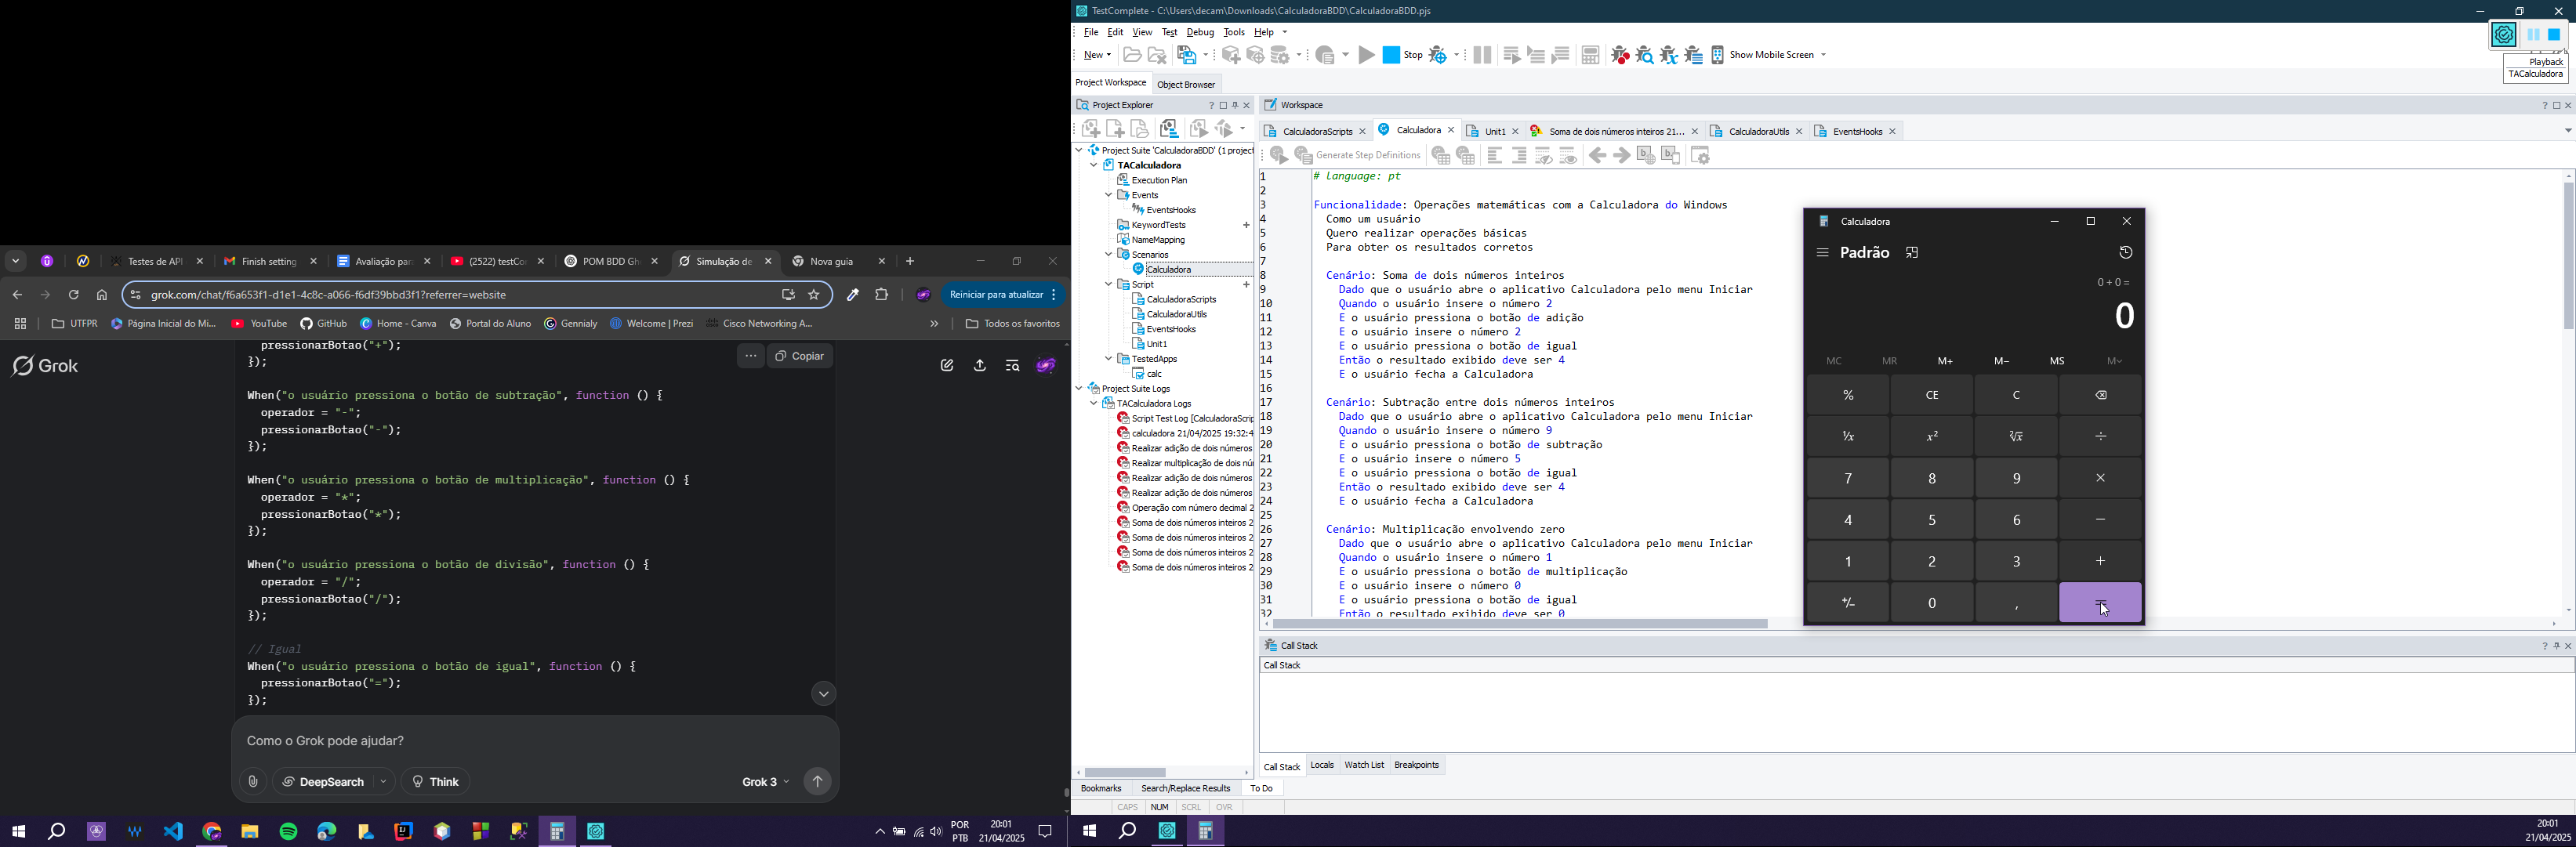 Testes de API
Finish setting
Avaliação par
(2522) testCo
POM BDD Gh
Simulação de
Nova guia
grok.com/chat/f6a653f1-d1e1-4c8c-a066-f6df39bbd3f1?referrer=website
Reiniciar para atualizar
UTFPR
Página Inicial do Mi...
YouTube
GitHub
Home - Canva
Portal do Aluno
Gennialy
Welcome | Prezi
Cisco Networking A...
»
Todos os favoritos
Grok
Copiar
pressionarBotao("+");
});
When("o usuário pressiona o botão de subtração", function () {
operador = "-";
pressionarBotao("-");
});
When("o usuário pressiona o botão de multiplicação", function () {
operador = "*";
pressionarBotao("*");
});
When("o usuário pressiona o botão de divisão", function () {
operador = "/";
pressionarBotao("/");
});
// Igual
When("o usuário pressiona o botão de igual", function () {
pressionarBotao("=");
});
Como o Grok pode ajudar?
DeepSearch
Think
Grok 3
POR
PTB
20:01
21/04/2025
TestComplete - C:\Users\decam\Downloads\CalculadoraBDD\CalculadoraBDD.pjs
File Edit View Test Debug Tools Help
New
Stop
Show Mobile Screen
Playback
TACalculadora
Project Workspace
Object Browser
Project Explorer
Project Suite 'CalculadoraBDD' (1 project
TACalculadora
Execution Plan
Events
EventsHooks
KeywordTests
NameMapping
Scenarios
Calculadora
Script
CalculadoraScripts
CalculadoraUtils
EventsHooks
Unit1
TestedApps
calc
Project Suite Logs
TACalculadora Logs
Script Test Log [CalculadoraScrip
calculadora 21/04/2025 19:32:4
Realizar adição de dois números
Realizar multiplicação de dois nú
Realizar adição de dois números
Realizar adição de dois números
Operação com número decimal 2
Soma de dois números inteiros 2
Soma de dois números inteiros 2
Soma de dois números inteiros 2
Soma de dois números inteiros 2
Workspace
CalculadoraScripts
Calculadora
Unit1
Soma de dois números inteiros 21...
CalculadoraUtils
EventsHooks
Generate Step Definitions
1 # language: pt
2
3 Funcionalidade: Operações matemáticas com a Calculadora do Windows
4 Como um usuário
5 Quero realizar operações básicas
6 Para obter os resultados corretos
7
8 Cenário: Soma de dois números inteiros
9 Dado que o usuário abre o aplicativo Calculadora pelo menu Iniciar
10 Quando o usuário insere o número 2
11 E o usuário pressiona o botão de adição
12 E o usuário insere o número 2
13 E o usuário pressiona o botão de igual
14 Então o resultado exibido deve ser 4
15 E o usuário fecha a Calculadora
16
17 Cenário: Subtração entre dois números inteiros
18 Dado que o usuário abre o aplicativo Calculadora pelo menu Iniciar
19 Quando o usuário insere o número 9
20 E o usuário pressiona o botão de subtração
21 E o usuário insere o número 5
22 E o usuário pressiona o botão de igual
23 Então o resultado exibido deve ser 4
24 E o usuário fecha a Calculadora
25
26 Cenário: Multiplicação envolvendo zero
27 Dado que o usuário abre o aplicativo Calculadora pelo menu Iniciar
28 Quando o usuário insere o número 1
29 E o usuário pressiona o botão de multiplicação
30 E o usuário insere o número 0
31 E o usuário pressiona o botão de igual
32 Então o resultado exibido deve ser 0
Calculadora
Padrão
0 + 0 =
0
MC MR M+ M− MS M
% CE C
¹/x x² ²√x ÷
7 8 9 ×
4 5 6 −
1 2 3 +
+/− 0 , =
Call Stack
Call Stack
Call Stack Locals Watch List Breakpoints
Bookmarks Search/Replace Results To Do
CAPS NUM SCRL OVR
20:01
21/04/2025